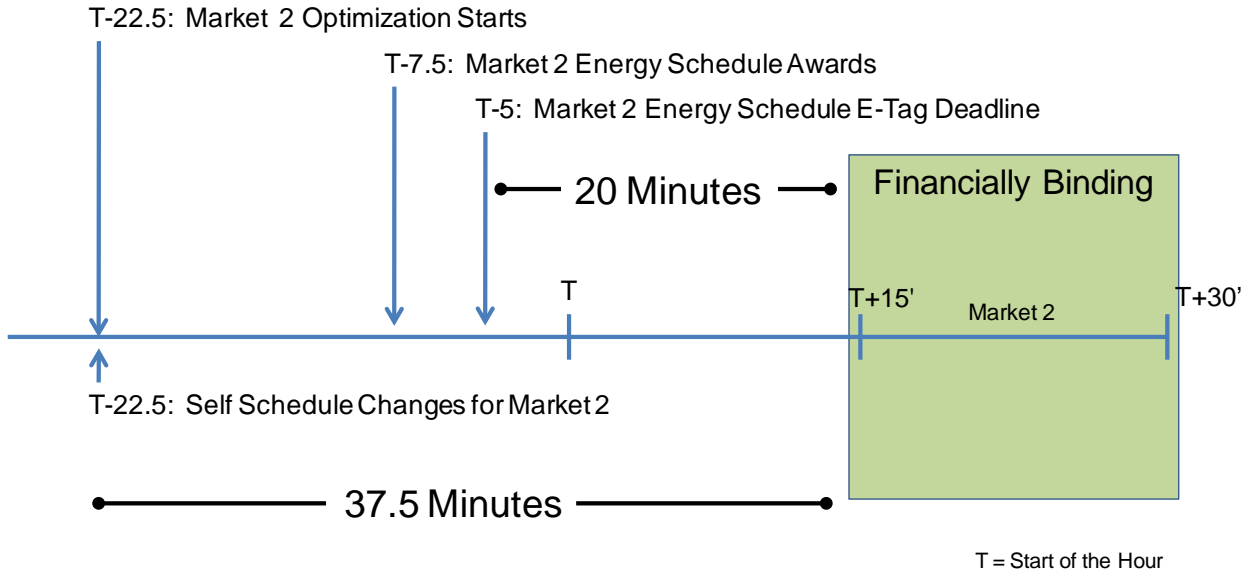 T-22.5: Market 2 Optimization Starts
T-7.5: Market 2 Energy Schedule Awards
T-5: Market 2 Energy Schedule E-Tag Deadline
20 Minutes
Financially Binding
T
T+15'
Market 2
T+30’
T-22.5: Self Schedule Changes for Market 2
37.5 Minutes
T = Start of the Hour